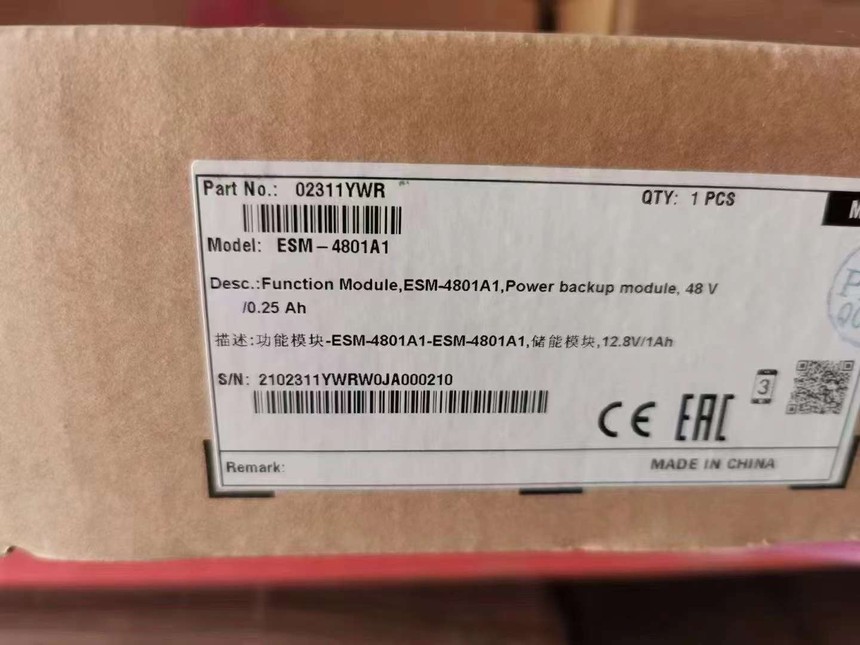 Part No.: 02311YWR
QTY: 1 PCS
Model: ESM-4801A1
Desc.:Function Module,ESM-4801A1,Power backup module, 48 V
/0.25 Ah
描述:功能模块-ESM-4801A1-ESM-4801A1,储能模块,12.8V/1Ah
S/N: 2102311YWRW0JA000210
CE EAC
3
Remark:
MADE IN CHINA